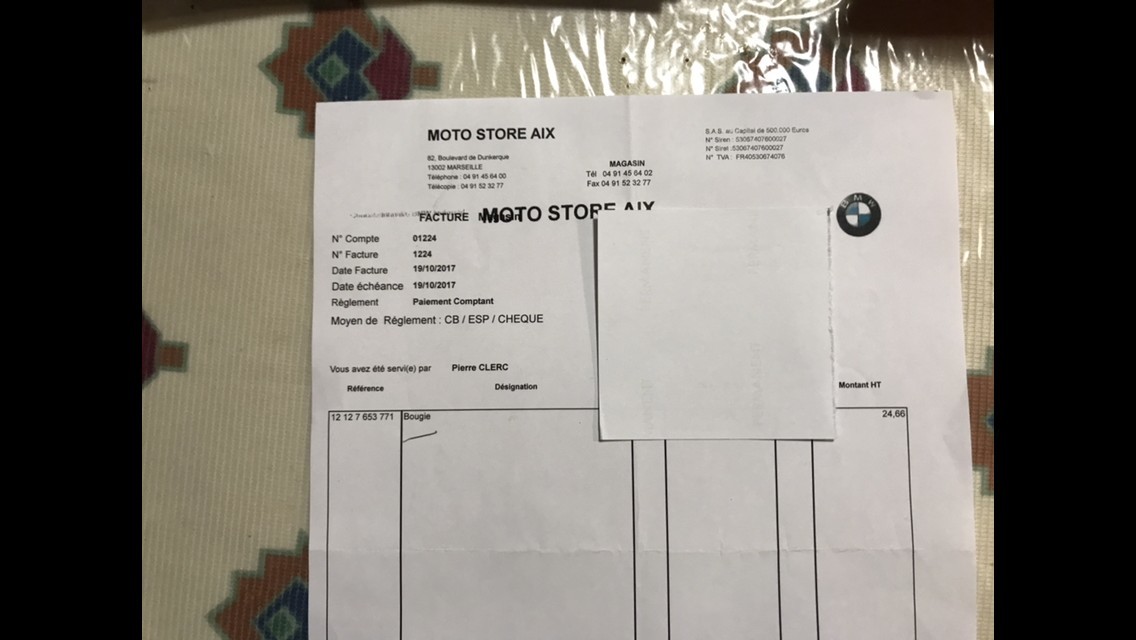 MOTO STORE AIX
82, Boulevard de Dunkerque
13002 MARSEILLE
Téléphone : 04 91 45 64 00
Télécopie : 04 91 52 32 77
MAGASIN
Tél 04 91 45 64 02
Fax 04 91 52 32 77
S.A.S. au Capital de 500.000 Euros
N° Siren : 53067407600027
N° Siret : 53067407600027
N° TVA : FR40530674076
FACTURE Magasin
MOTO STORE AIX
BMW
N° Compte 01224
N° Facture 1224
Date Facture 19/10/2017
Date échéance 19/10/2017
Règlement Paiement Comptant
Moyen de Règlement : CB / ESP / CHEQUE
Vous avez été servi(e) par Pierre CLERC
Référence Désignation Montant HT
12 12 7 653 771 Bougie 24,66